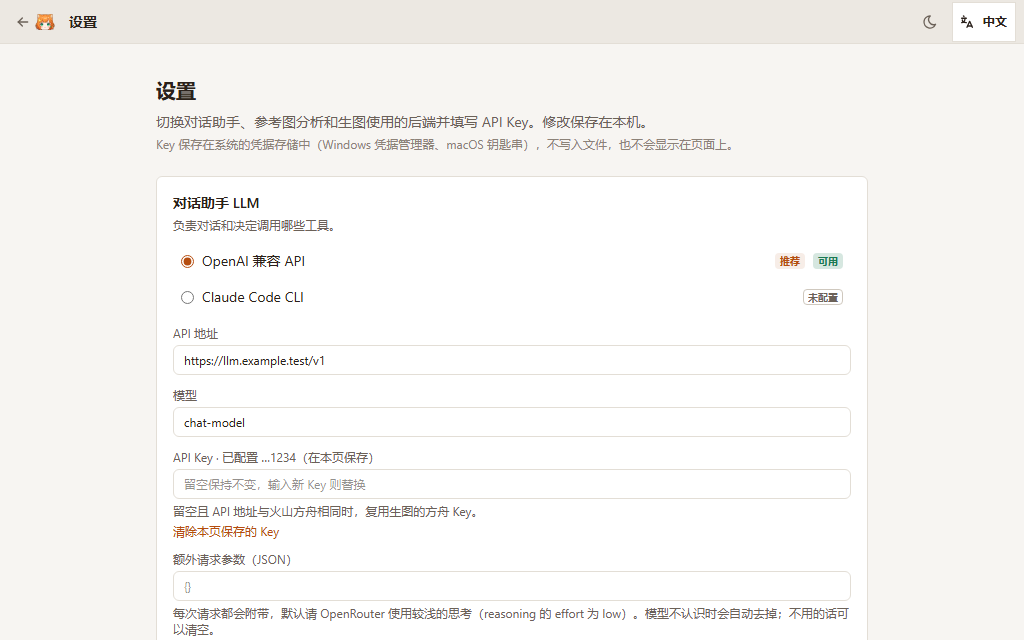 设置
中文
设置
切换对话助手、参考图分析和生图使用的后端并填写 API Key。修改保存在本机。
Key 保存在系统的凭据存储中（Windows 凭据管理器、macOS 钥匙串），不写入文件，也不会显示在页面上。
对话助手 LLM
负责对话和决定调用哪些工具。
OpenAI 兼容 API 推荐 可用
Claude Code CLI 未配置
API 地址
https://llm.example.test/v1
模型
chat-model
API Key · 已配置 ...1234（在本页保存）
留空保持不变，输入新 Key 则替换
留空且 API 地址与火山方舟相同时，复用生图的方舟 Key。
清除本页保存的 Key
额外请求参数（JSON）
{}
每次请求都会附带，默认请 OpenRouter 使用较浅的思考（reasoning 的 effort 为 low）。模型不认识时会自动去掉；不用的话可
以清空。